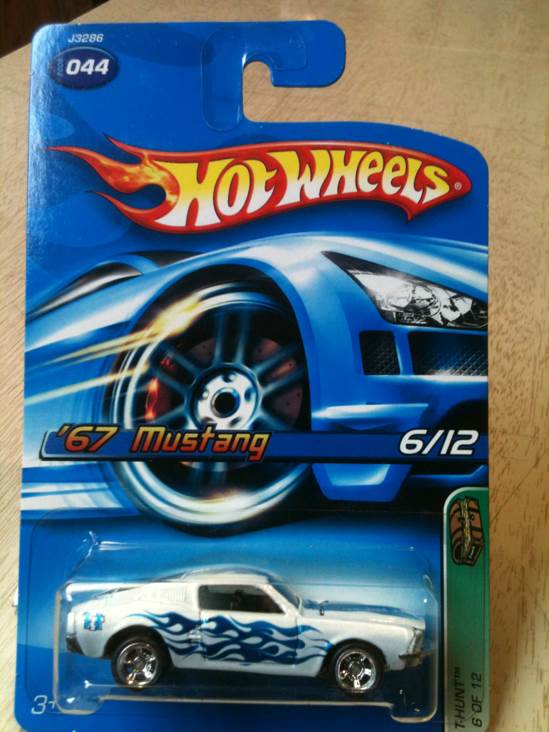 J3286
044
HOT WHEELS®
'67 Mustang
6/12
T-HUNT™
6 OF 12
3+